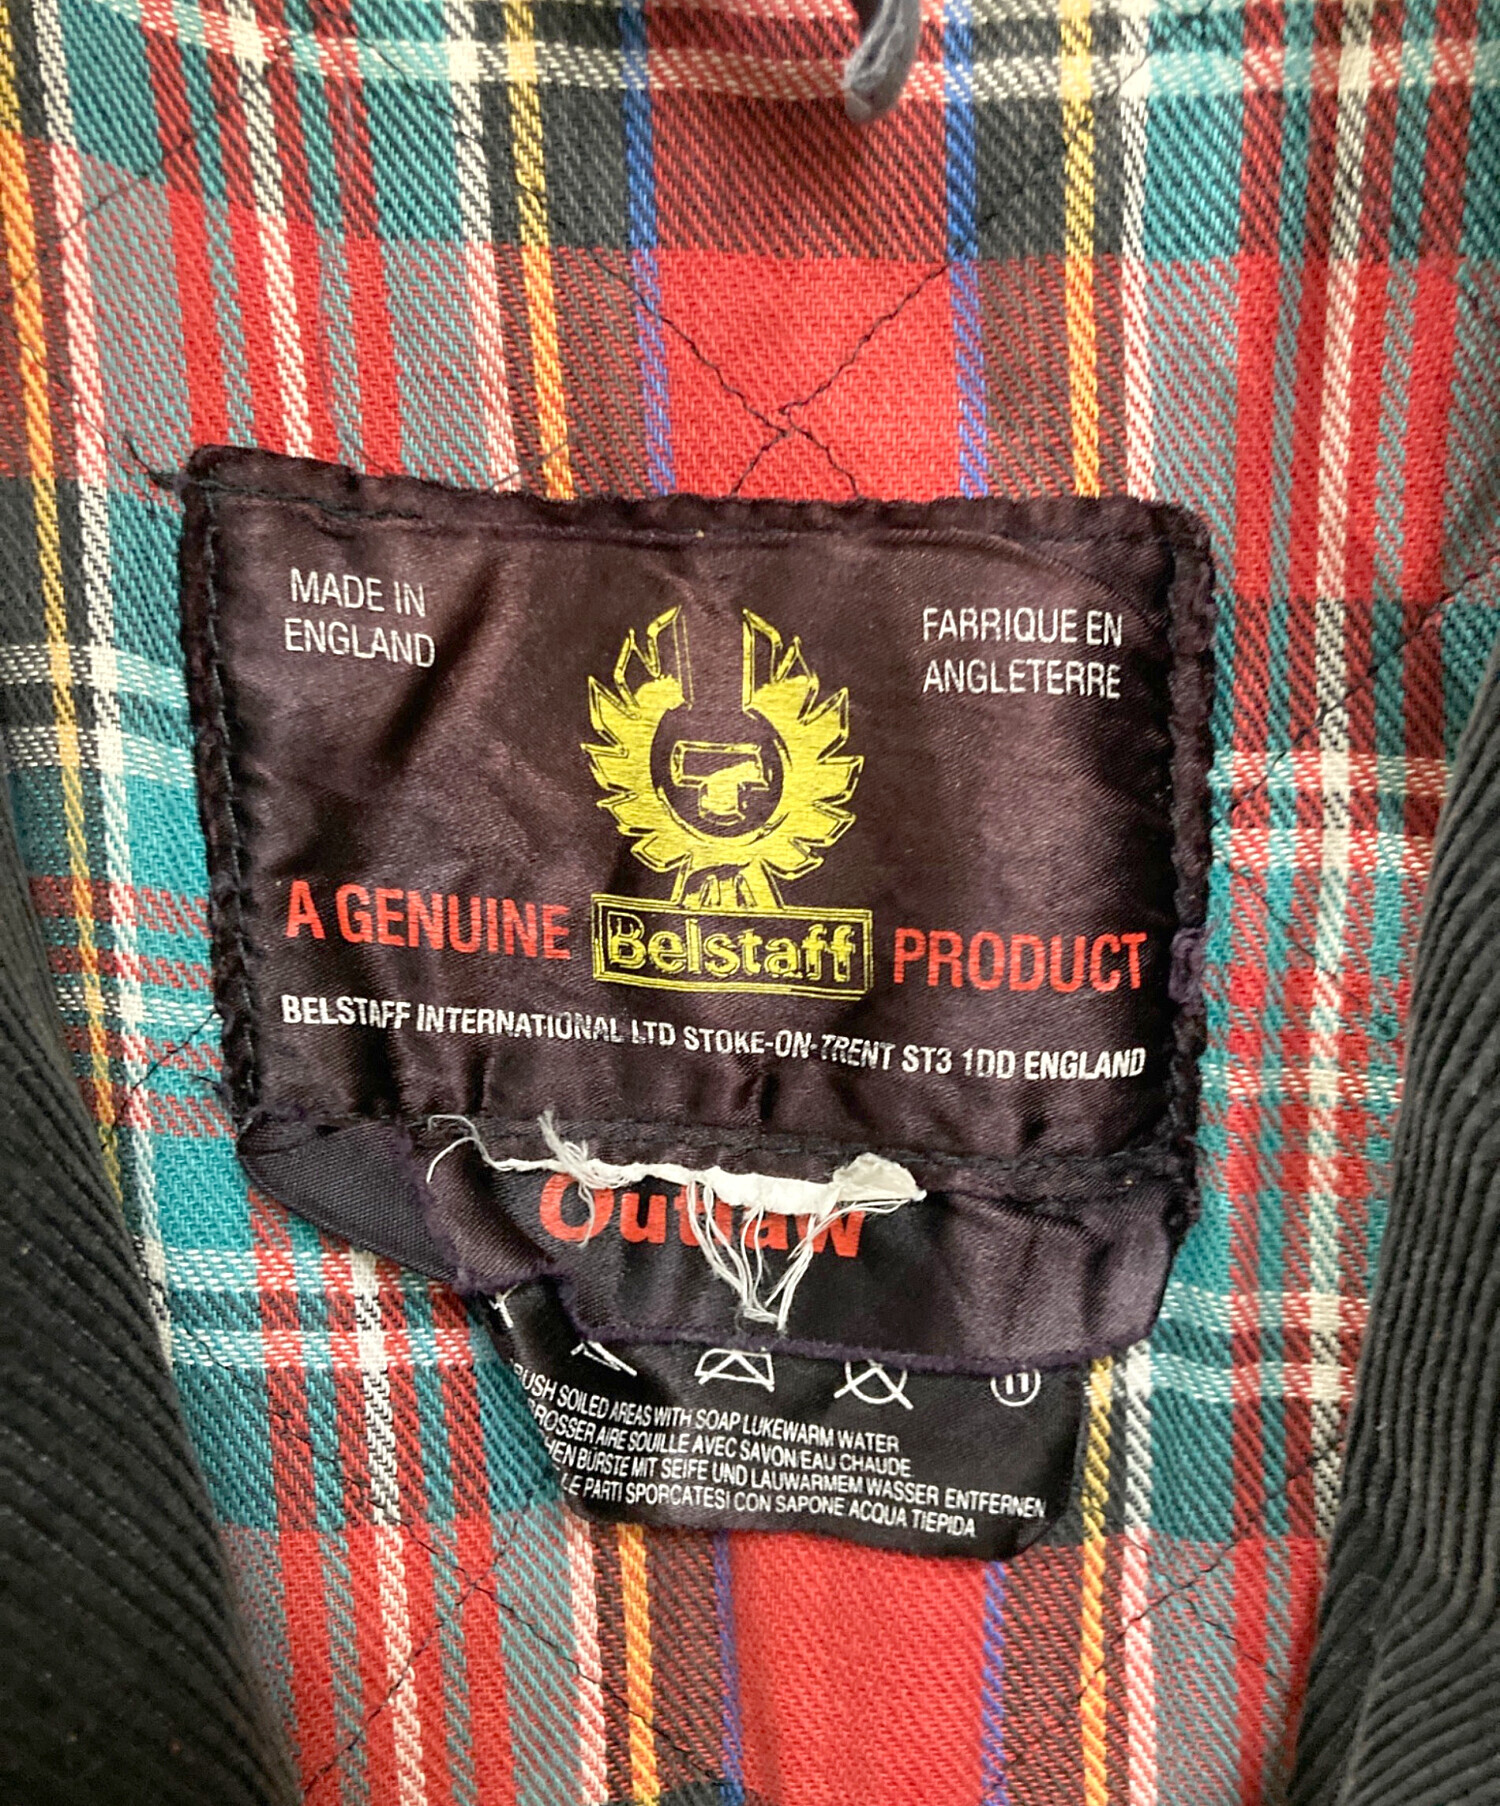 MADE IN
ENGLAND
FABRIQUE EN
ANGLETERRE
A GENUINE Belstaff PRODUCT
BELSTAFF INTERNATIONAL LTD STOKE-ON-TRENT ST3 1DD ENGLAND
Outlaw
SOILED AREAS WITH SOAP LUKEWARM WATER
BROSSER AIRE SOUILLE AVEC SAVON EAU CHAUDE
BÜRSTE MIT SEIFE UND LAUWARMEM WASSER ENTFERNEN
LE PARTI SPORCATESI CON SAPONE ACQUA TIEPIDA